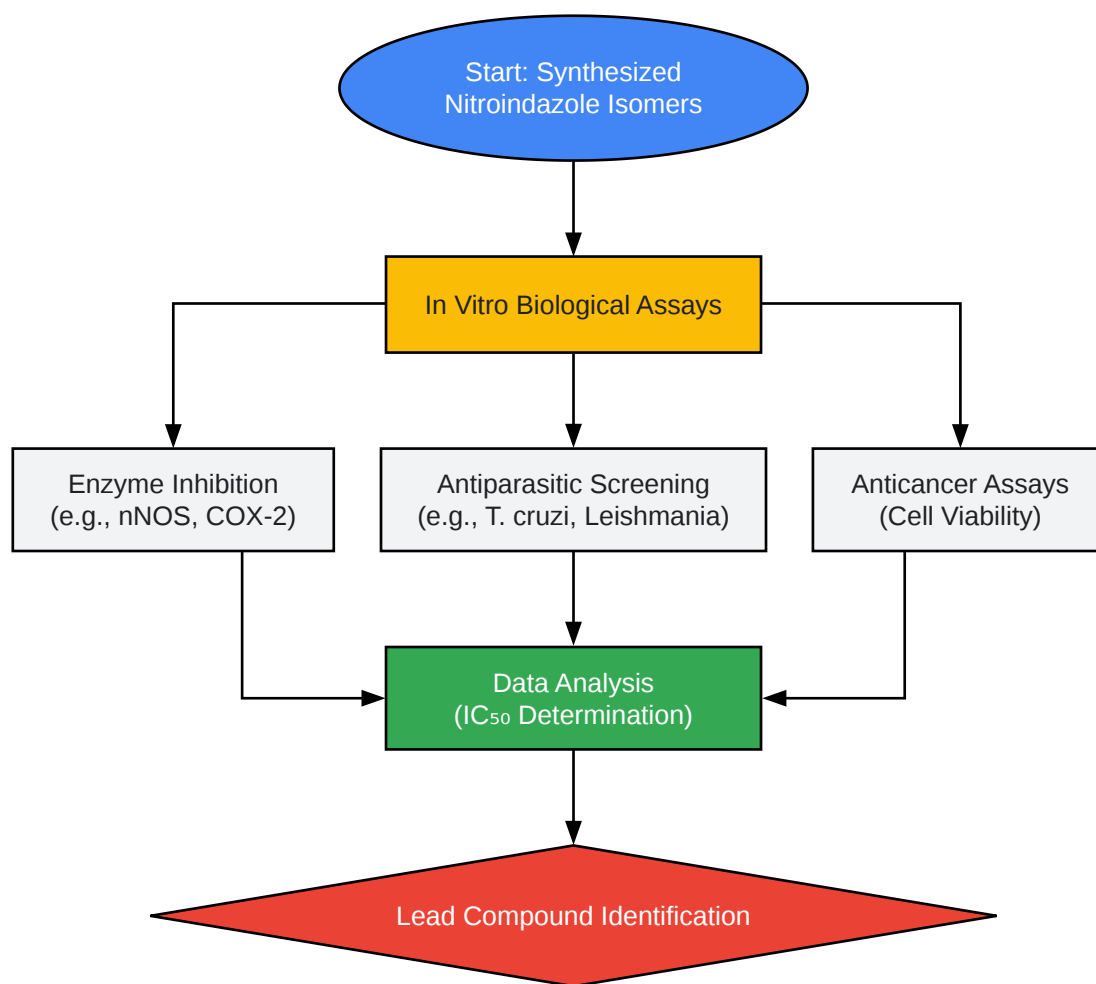 Start: Synthesized
Nitroindazole Isomers
In Vitro Biological Assays
Enzyme Inhibition
(e.g., nNOS, COX-2)
Antiparasitic Screening
(e.g., T. cruzi, Leishmania)
Anticancer Assays
(Cell Viability)
Data Analysis
(IC₅₀ Determination)
Lead Compound Identification